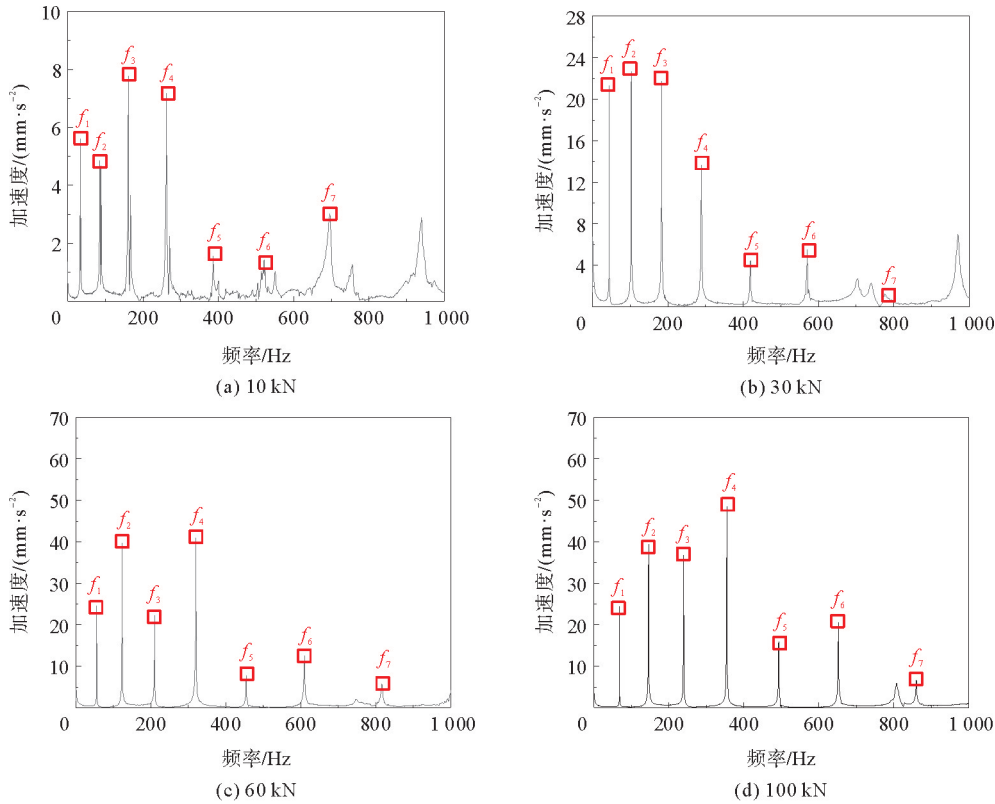 10
8
6
4
2
0
200
400
600
800
1 000
加速度/(mm·s⁻²)
频率/Hz
f₁
f₂
f₃
f₄
f₅
f₆
f₇
(a) 10 kN
28
24
20
16
12
8
4
0
200
400
600
800
1 000
加速度/(mm·s⁻²)
频率/Hz
f₁
f₂
f₃
f₄
f₅
f₆
f₇
(b) 30 kN
70
60
50
40
30
20
10
0
200
400
600
800
1 000
加速度/(mm·s⁻²)
频率/Hz
f₁
f₂
f₃
f₄
f₅
f₆
f₇
(c) 60 kN
70
60
50
40
30
20
10
0
200
400
600
800
1 000
加速度/(mm·s⁻²)
频率/Hz
f₁
f₂
f₃
f₄
f₅
f₆
f₇
(d) 100 kN